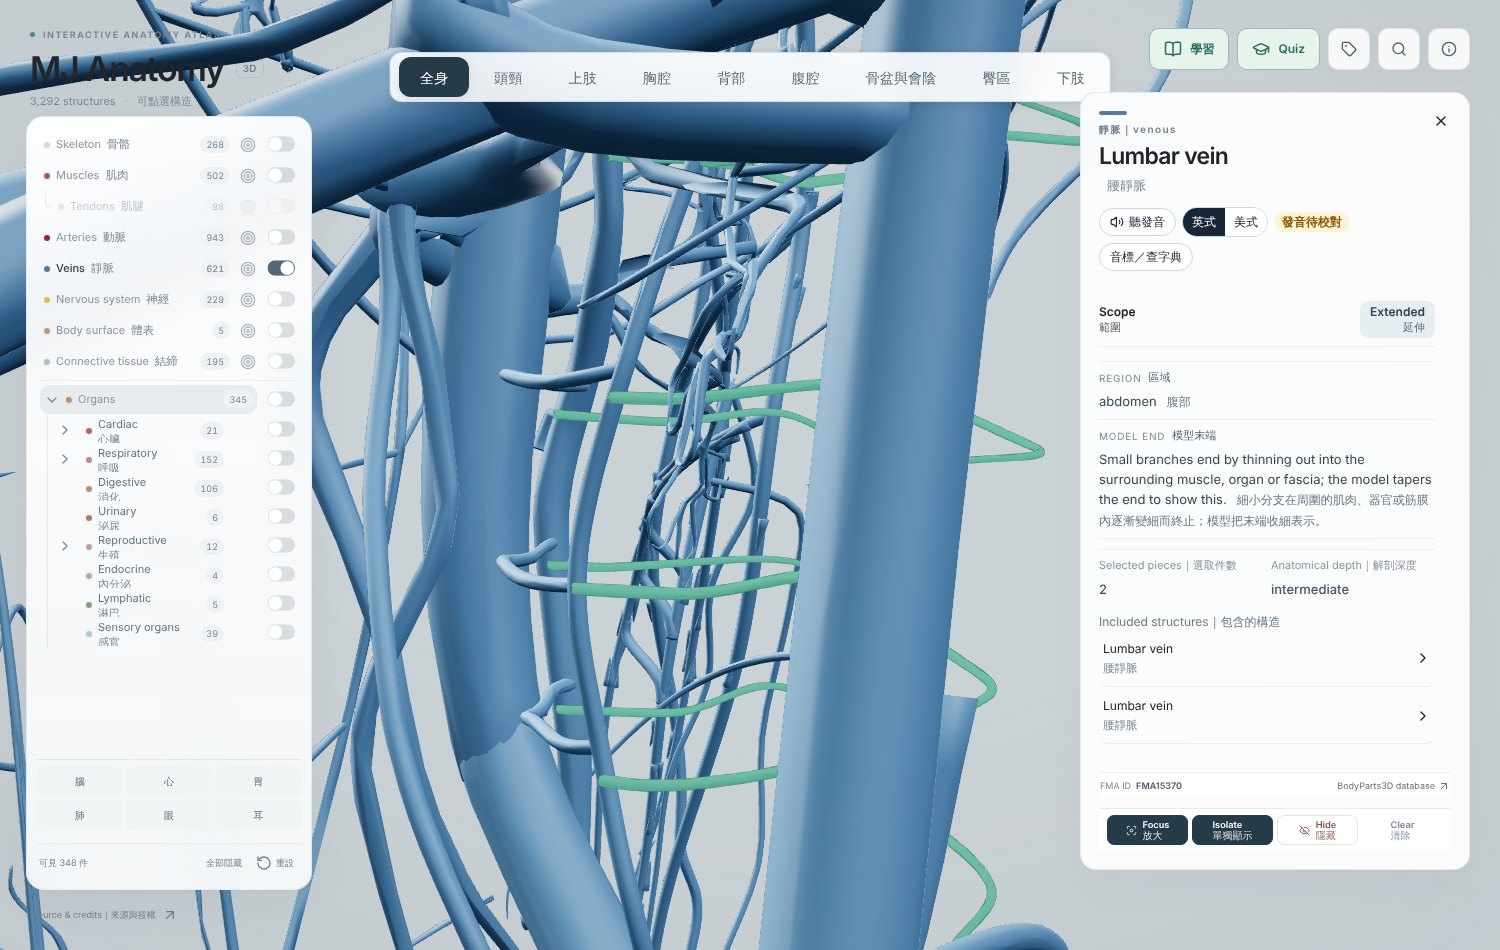 INTERACTIVE ANATOMY ATLAS
MJ Anatomy 3D
3,292 structures · 可點選構造
全身 頭頸 上肢 胸腔 背部 腹腔 骨盆與會陰 臀區 下肢
學習 Quiz
Skeleton 骨骼 268
Muscles 肌肉 502
Tendons 肌腱 98
Arteries 動脈 943
Veins 靜脈 621
Nervous system 神經 229
Body surface 體表 5
Connective tissue 結締 195
Organs 345
Cardiac 21
心臟
Respiratory 152
呼吸
Digestive 106
消化
Urinary 6
泌尿
Reproductive 12
生殖
Endocrine 4
內分泌
Lymphatic 5
淋巴
Sensory organs 39
感官
腦 心 胃
肺 眼 耳
可見 348 件 全部隱藏 重設
ource & credits | 來源與授權
靜脈 | venous
Lumbar vein
腰靜脈
聽發音 英式 美式 發音待校對
音標／查字典
Scope Extended
範圍 延伸
REGION 區域
abdomen 腹部
MODEL END 模型末端
Small branches end by thinning out into the
surrounding muscle, organ or fascia; the model tapers
the end to show this. 細小分支在周圍的肌肉、器官或筋膜
內逐漸變細而終止；模型把末端收細表示。
Selected pieces | 選取件數 Anatomical depth | 解剖深度
2 intermediate
Included structures | 包含的構造
Lumbar vein
腰靜脈
Lumbar vein
腰靜脈
FMA ID FMA15370 BodyParts3D database
Focus Isolate Hide Clear
放大 單獨顯示 隱藏 清除